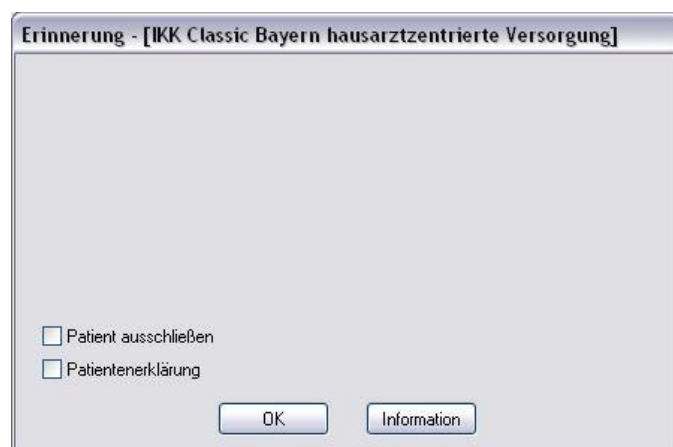 Erinnerung - [IKK Classic Bayern hausarztzentrierte Versorgung]
Patient ausschließen
Patientenerklärung
OK Information